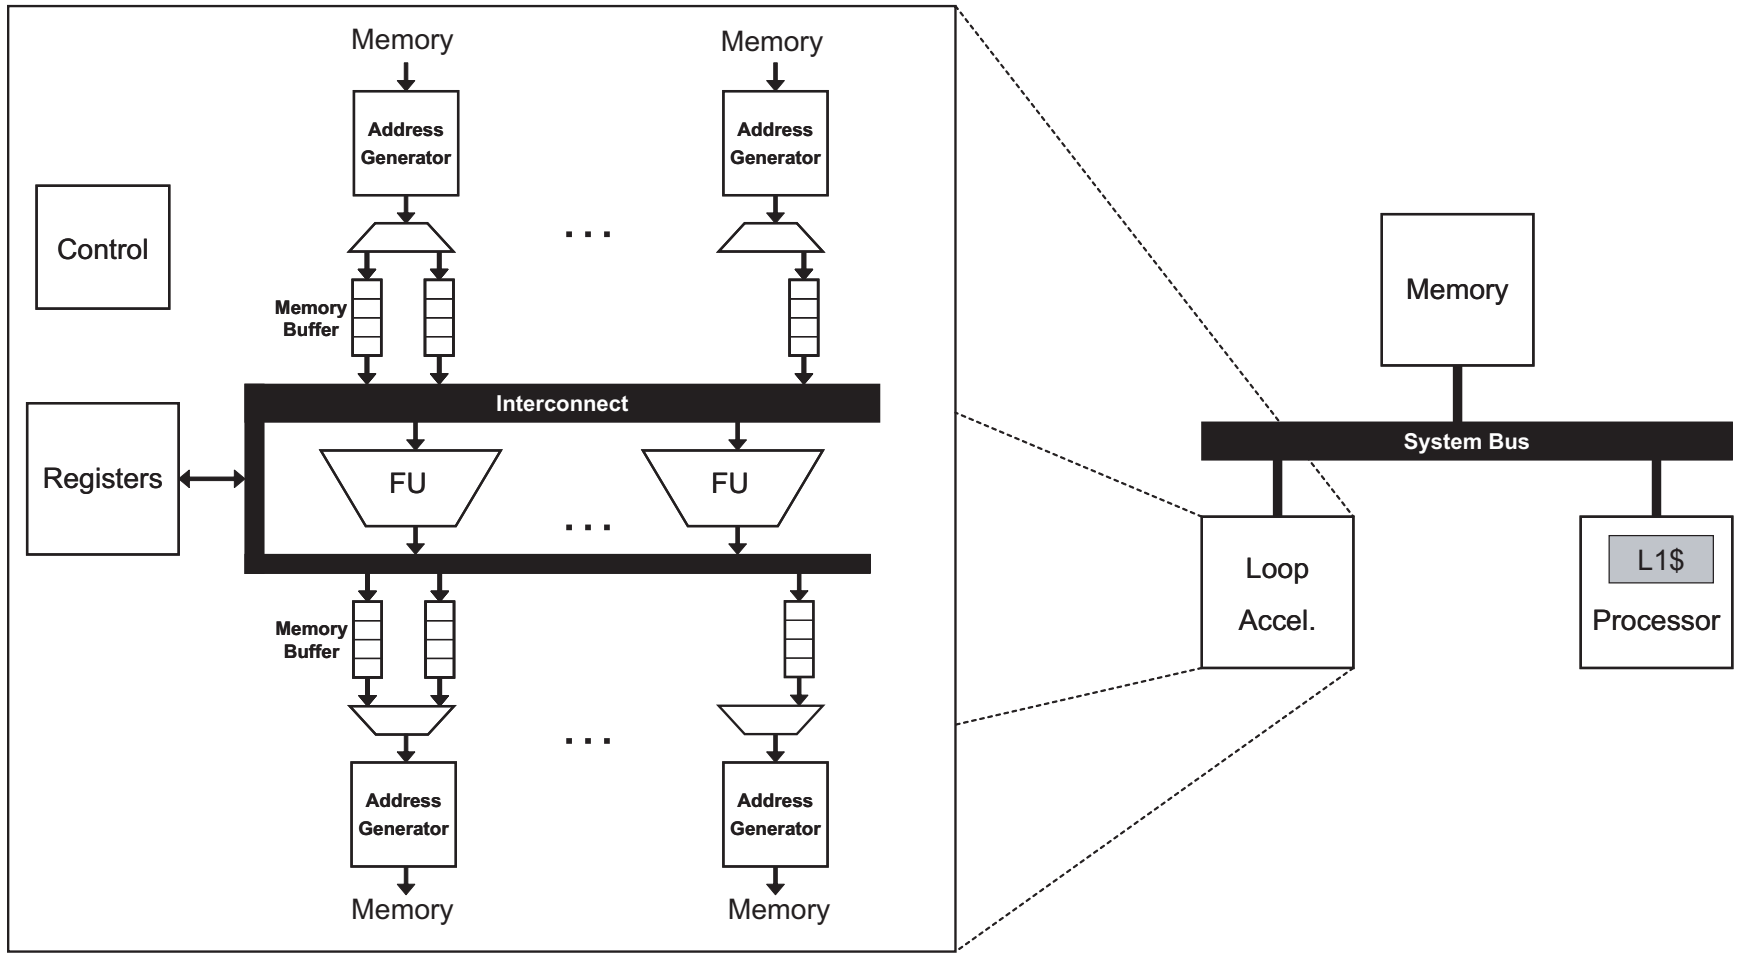 Memory
Memory
Address
Generator
Address
Generator
Control
. . .
Memory
Buffer
Interconnect
Registers
FU
FU
. . .
Memory
Buffer
. . .
Address
Generator
Address
Generator
Memory
Memory
Memory
System Bus
Loop
Accel.
L1$
Processor